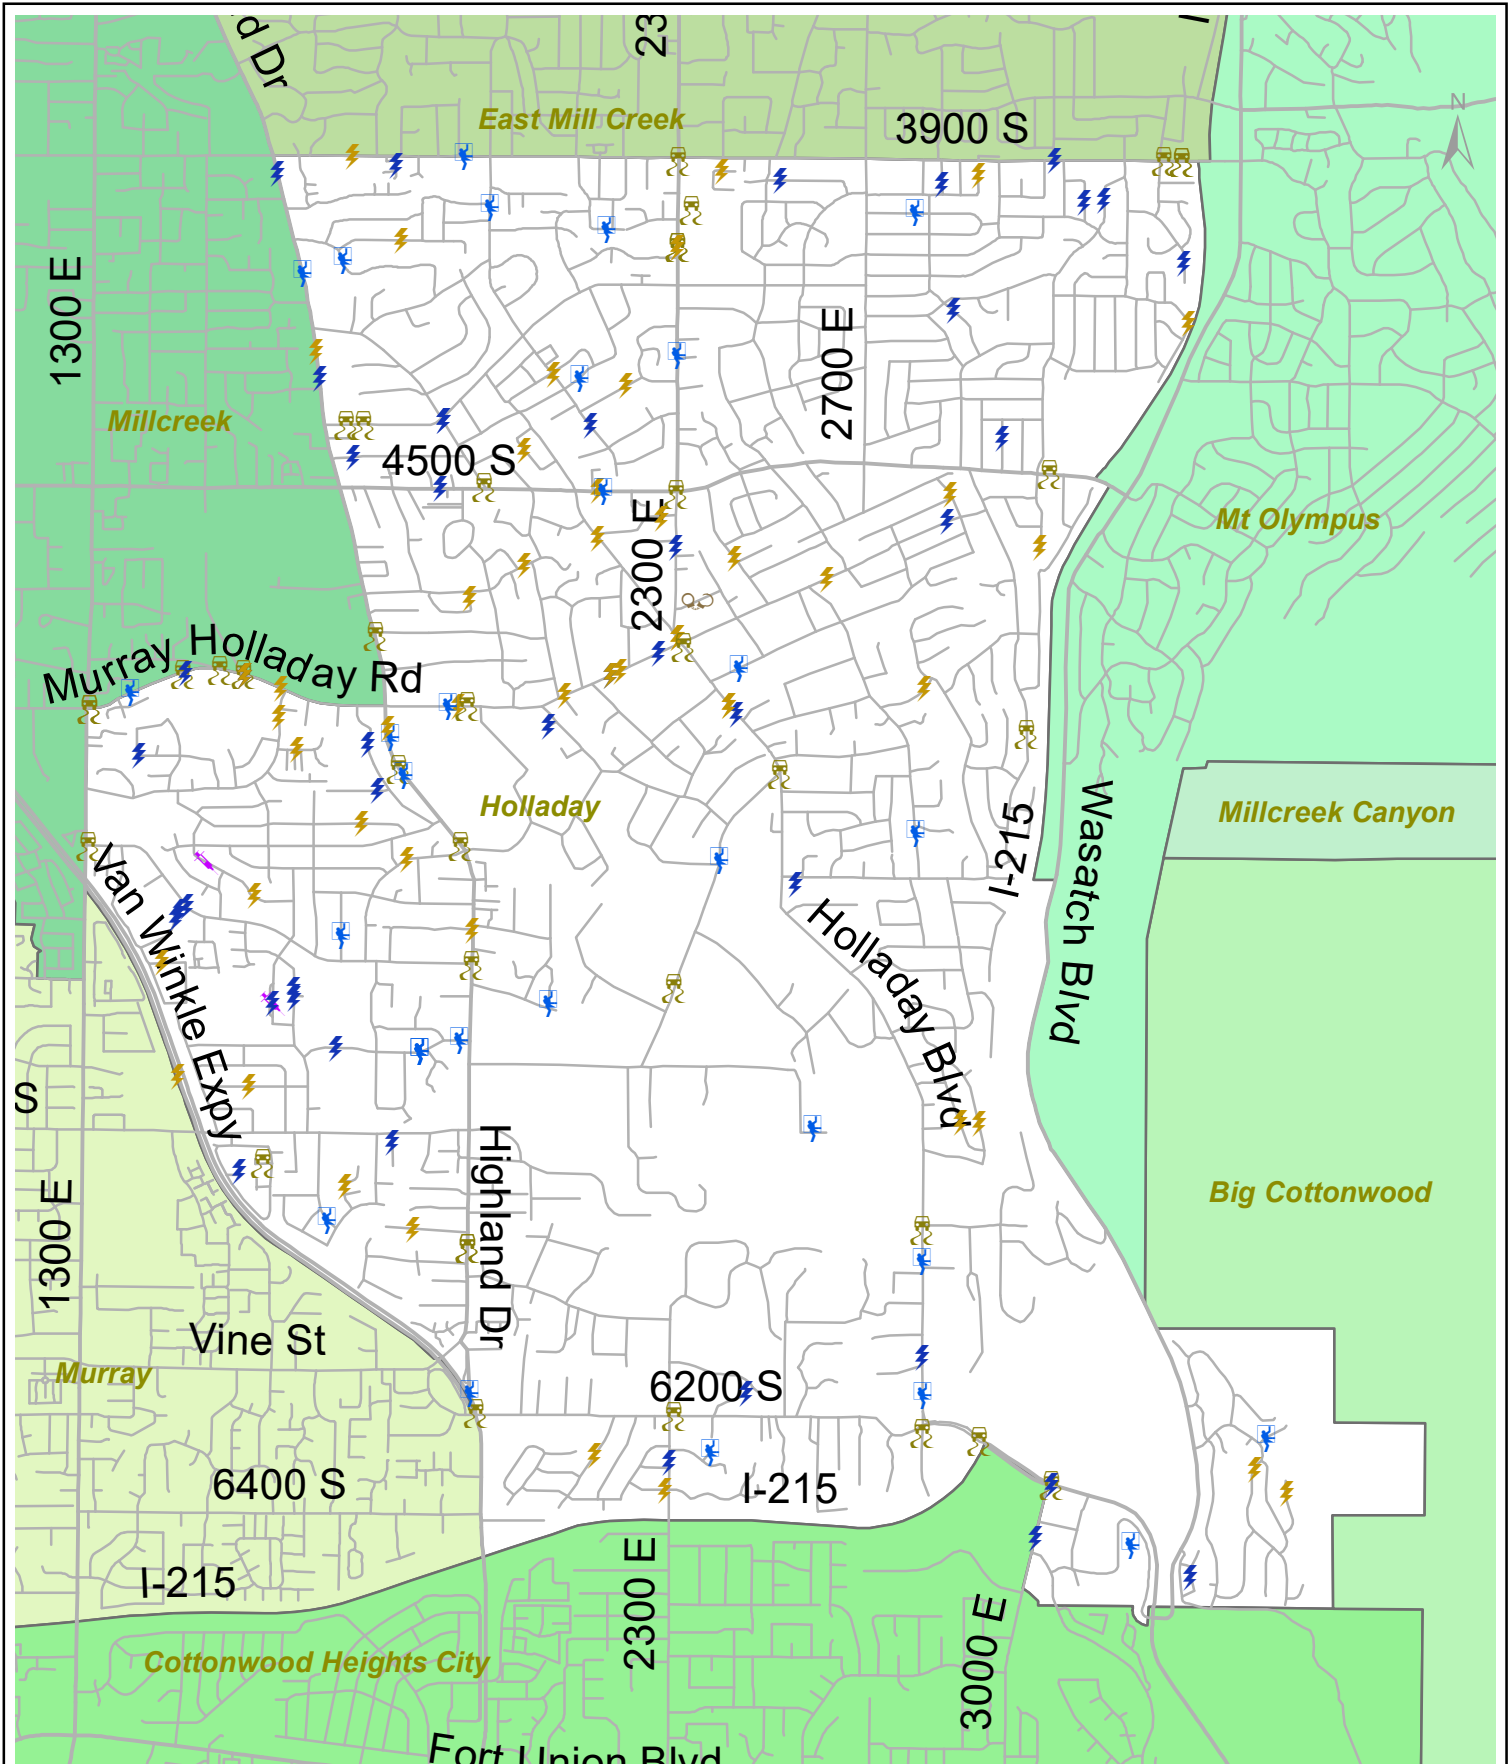 d Dr
23
East Mill Creek
3900 S
N
1300 E
2700 E
Millcreek
4500 S
Mt Olympus
2300 E
Murray Holladay Rd
Holladay
Millcreek Canyon
I-215
Wasatch Blvd
Van Winkle Expy
Holladay Blvd
S
Highland Dr
Big Cottonwood
1300 E
Vine St
Murray
6200 S
6400 S
I-215
I-215
2300 E
3000 E
Cottonwood Heights City
Fort Union Blvd